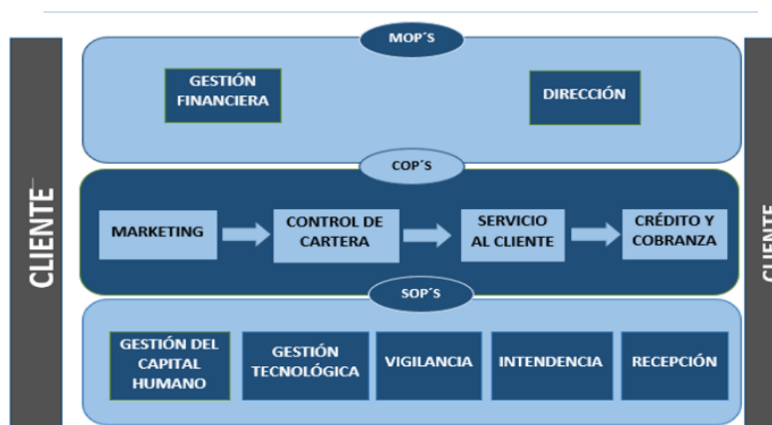 MOP´S
GESTIÓN
FINANCIERA
DIRECCIÓN
COP´S
CLIENTE
MARKETING
CONTROL DE
CARTERA
SERVICIO
AL CLIENTE
CRÉDITO Y
COBRANZA
CLIENTE
SOP´S
GESTIÓN DEL
CAPITAL
HUMANO
GESTIÓN
TECNOLÓGICA
VIGILANCIA
INTENDENCIA
RECEPCIÓN